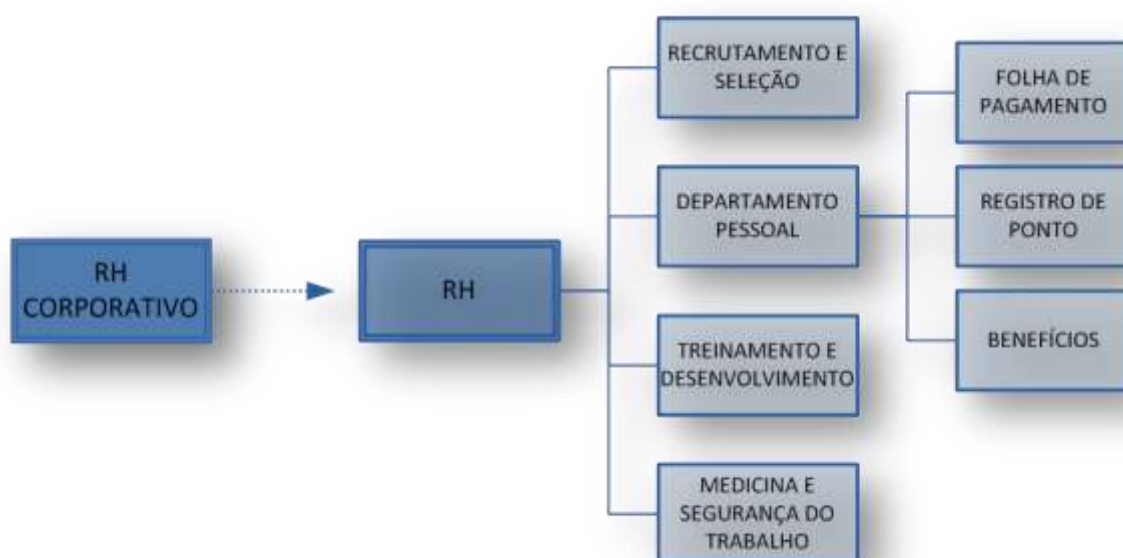 RH
CORPORATIVO
RH
RECRUTAMENTO E
SELEÇÃO
DEPARTAMENTO
PESSOAL
TREINAMENTO E
DESENVOLVIMENTO
MEDICINA E
SEGURANÇA DO
TRABALHO
FOLHA DE
PAGAMENTO
REGISTRO DE
PONTO
BENEFÍCIOS